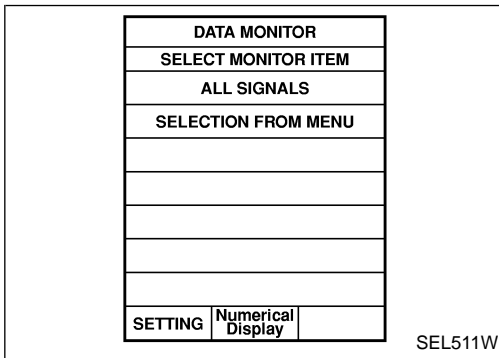 DATA MONITOR
SELECT MONITOR ITEM
ALL SIGNALS
SELECTION FROM MENU
SETTING
Numerical
Display
SEL511W